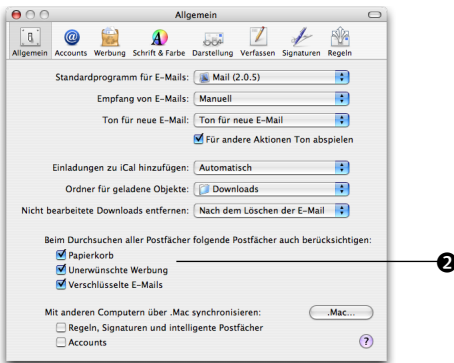 Allgemein
Allgemein Accounts Werbung Schrift & Farbe Darstellung Verfassen Signaturen Regeln
Standardprogramm für E-Mails: Mail (2.0.5)
Empfang von E-Mails: Manuell
Ton für neue E-Mail: Ton für neue E-Mail
Für andere Aktionen Ton abspielen
Einladungen zu iCal hinzufügen: Automatisch
Ordner für geladene Objekte: Downloads
Nicht bearbeitete Downloads entfernen: Nach dem Löschen der E-Mail
Beim Durchsuchen aller Postfächer folgende Postfächer auch berücksichtigen:
Papierkorb
2
Unerwünschte Werbung
Verschlüsselte E-Mails
Mit anderen Computern über .Mac synchronisieren: .Mac...
Regeln, Signaturen und intelligente Postfächer
Accounts
?